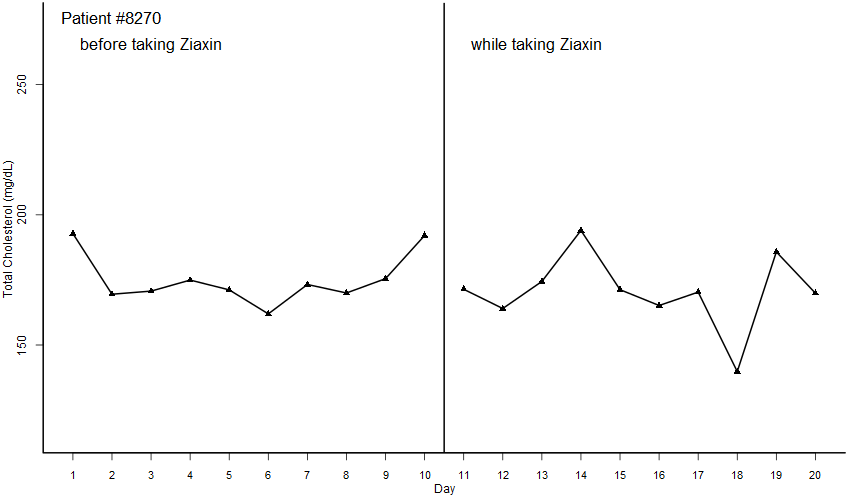 Patient #8270
before taking Ziaxin
while taking Ziaxin
Total Cholesterol (mg/dL)
250
200
150
1 2 3 4 5 6 7 8 9 10 11 12 13 14 15 16 17 18 19 20
Day